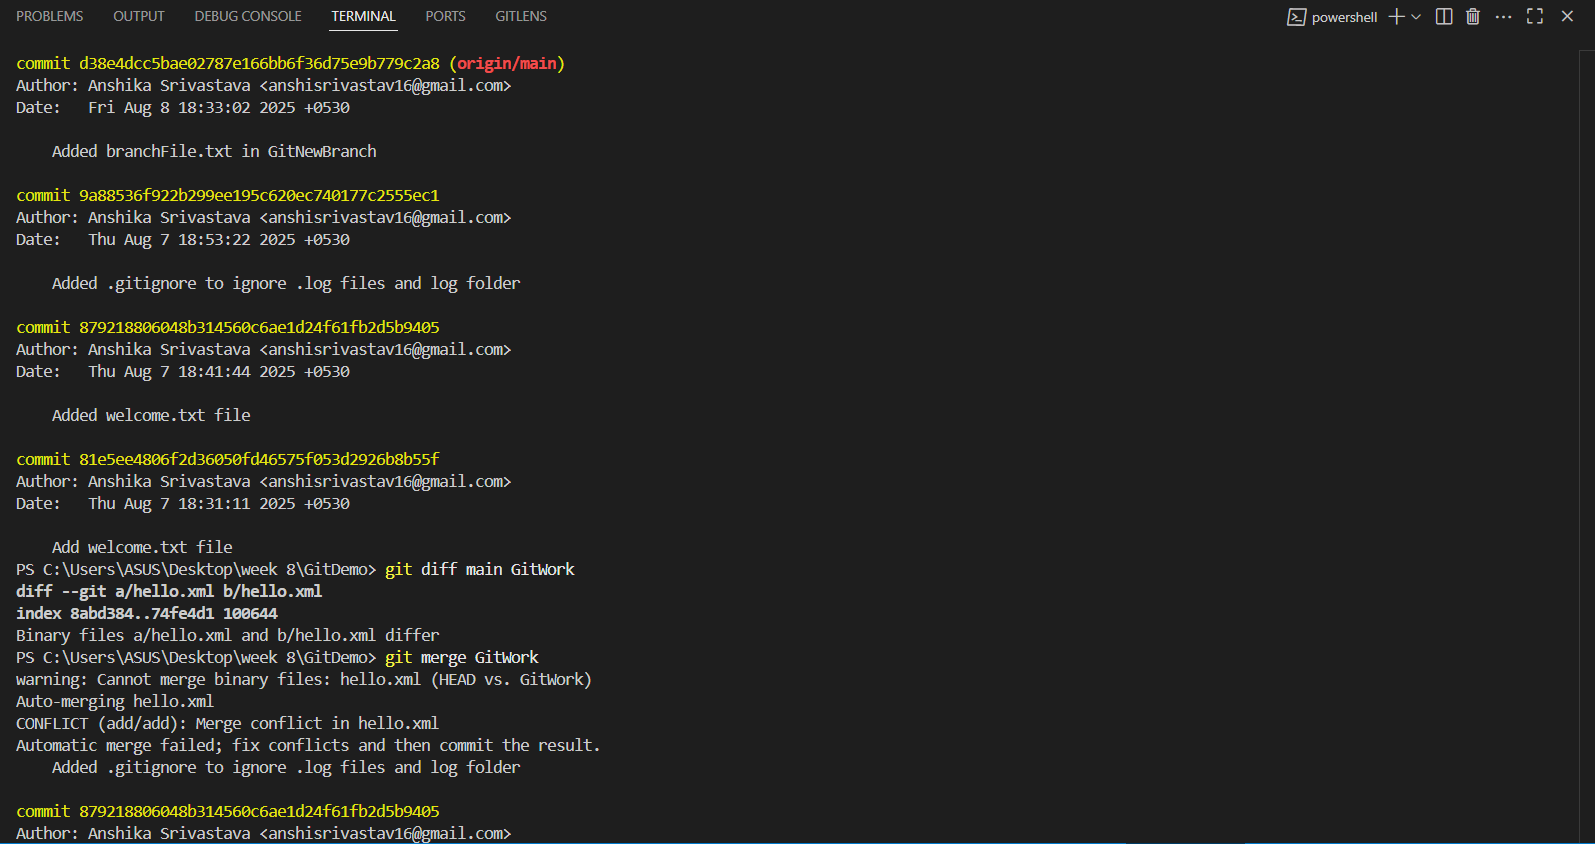 PROBLEMS OUTPUT DEBUG CONSOLE TERMINAL PORTS GITLENS powershell
commit d38e4dcc5bae02787e166bb6f36d75e9b779c2a8 (origin/main)
Author: Anshika Srivastava <anshisrivastav16@gmail.com>
Date:   Fri Aug 8 18:33:02 2025 +0530
    Added branchFile.txt in GitNewBranch
commit 9a88536f922b299ee195c620ec740177c2555ec1
Author: Anshika Srivastava <anshisrivastav16@gmail.com>
Date:   Thu Aug 7 18:53:22 2025 +0530
    Added .gitignore to ignore .log files and log folder
commit 879218806048b314560c6ae1d24f61fb2d5b9405
Author: Anshika Srivastava <anshisrivastav16@gmail.com>
Date:   Thu Aug 7 18:41:44 2025 +0530
    Added welcome.txt file
commit 81e5ee4806f2d36050fd46575f053d2926b8b55f
Author: Anshika Srivastava <anshisrivastav16@gmail.com>
Date:   Thu Aug 7 18:31:11 2025 +0530
    Add welcome.txt file
PS C:\Users\ASUS\Desktop\week 8\GitDemo> git diff main GitWork
diff --git a/hello.xml b/hello.xml
index 8abd384..74fe4d1 100644
Binary files a/hello.xml and b/hello.xml differ
PS C:\Users\ASUS\Desktop\week 8\GitDemo> git merge GitWork
warning: Cannot merge binary files: hello.xml (HEAD vs. GitWork)
Auto-merging hello.xml
CONFLICT (add/add): Merge conflict in hello.xml
Automatic merge failed; fix conflicts and then commit the result.
    Added .gitignore to ignore .log files and log folder
commit 879218806048b314560c6ae1d24f61fb2d5b9405
Author: Anshika Srivastava <anshisrivastav16@gmail.com>